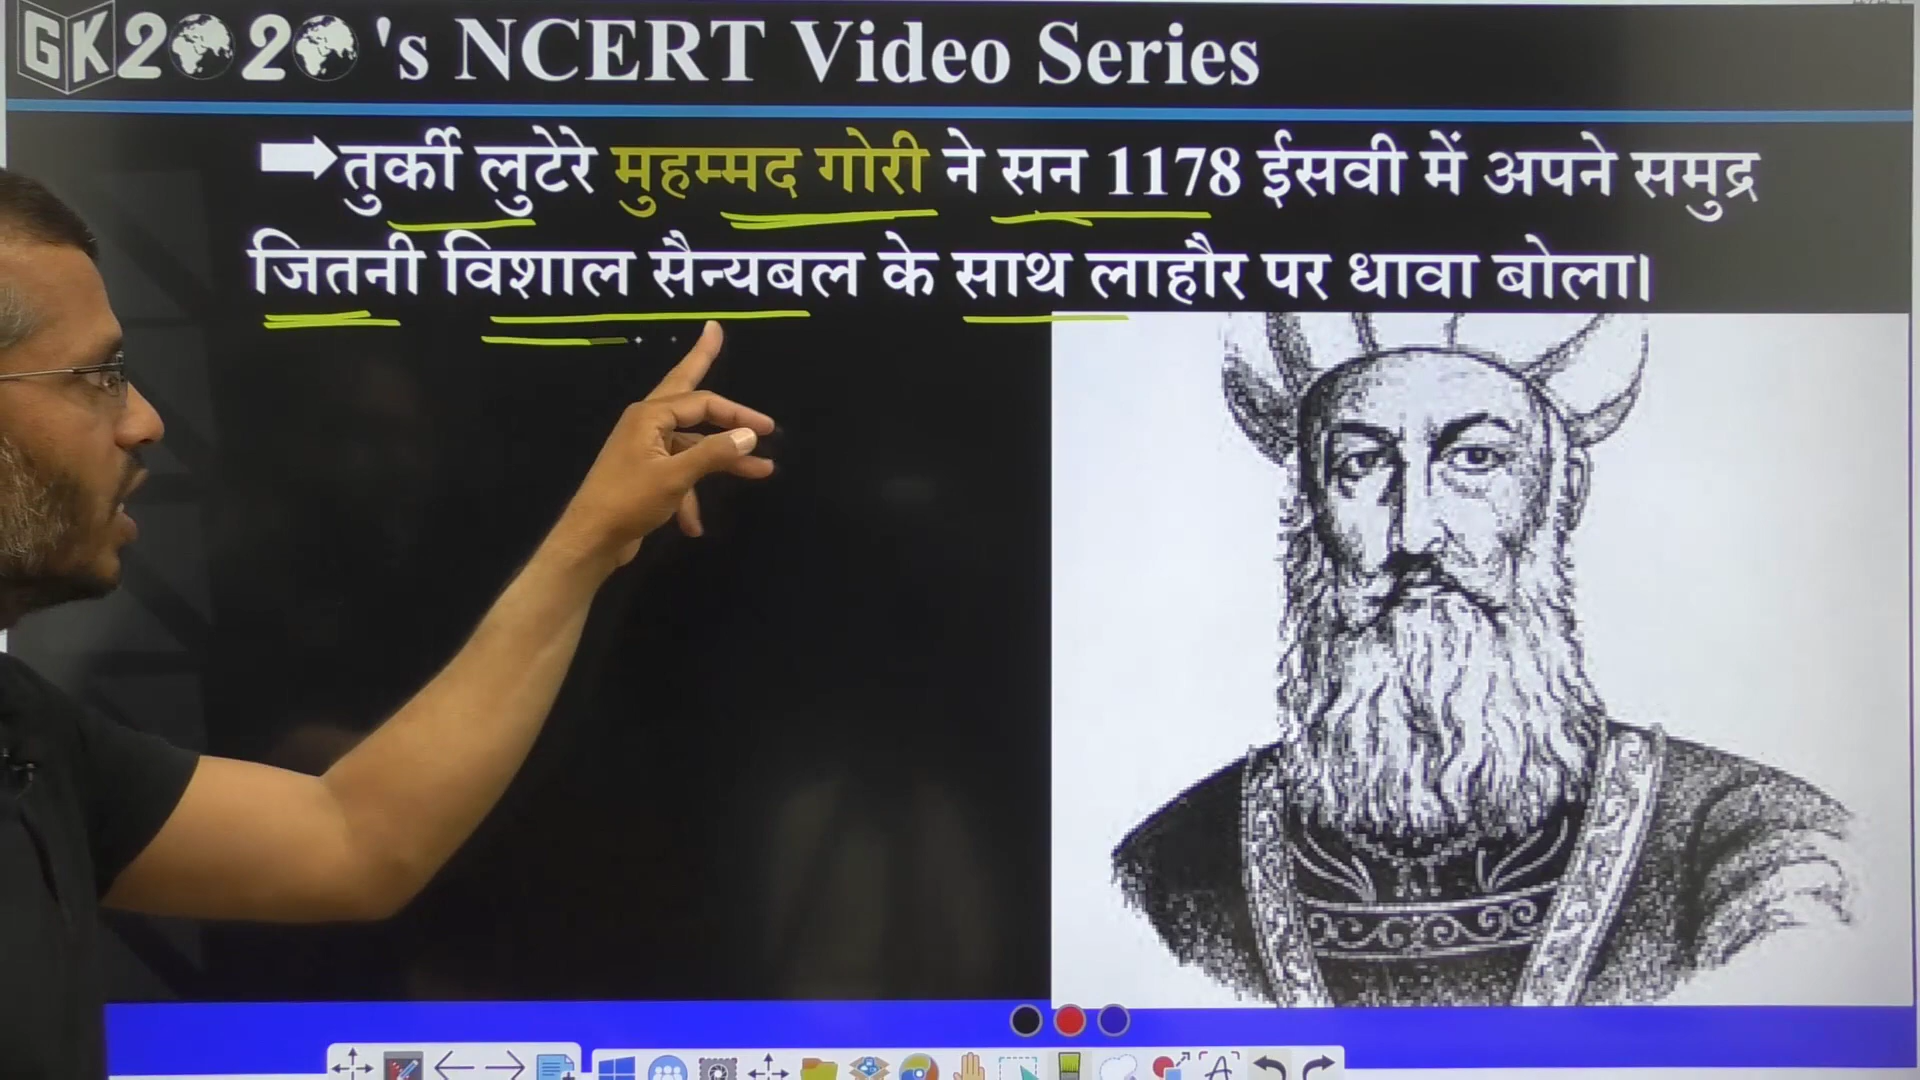 GK2020's NCERT Video Series
तुर्की लुटेरे मुहम्मद गोरी ने सन 1178 ईसवी में अपने समुद्र
जितनी विशाल सैन्यबल के साथ लाहौर पर धावा बोला।